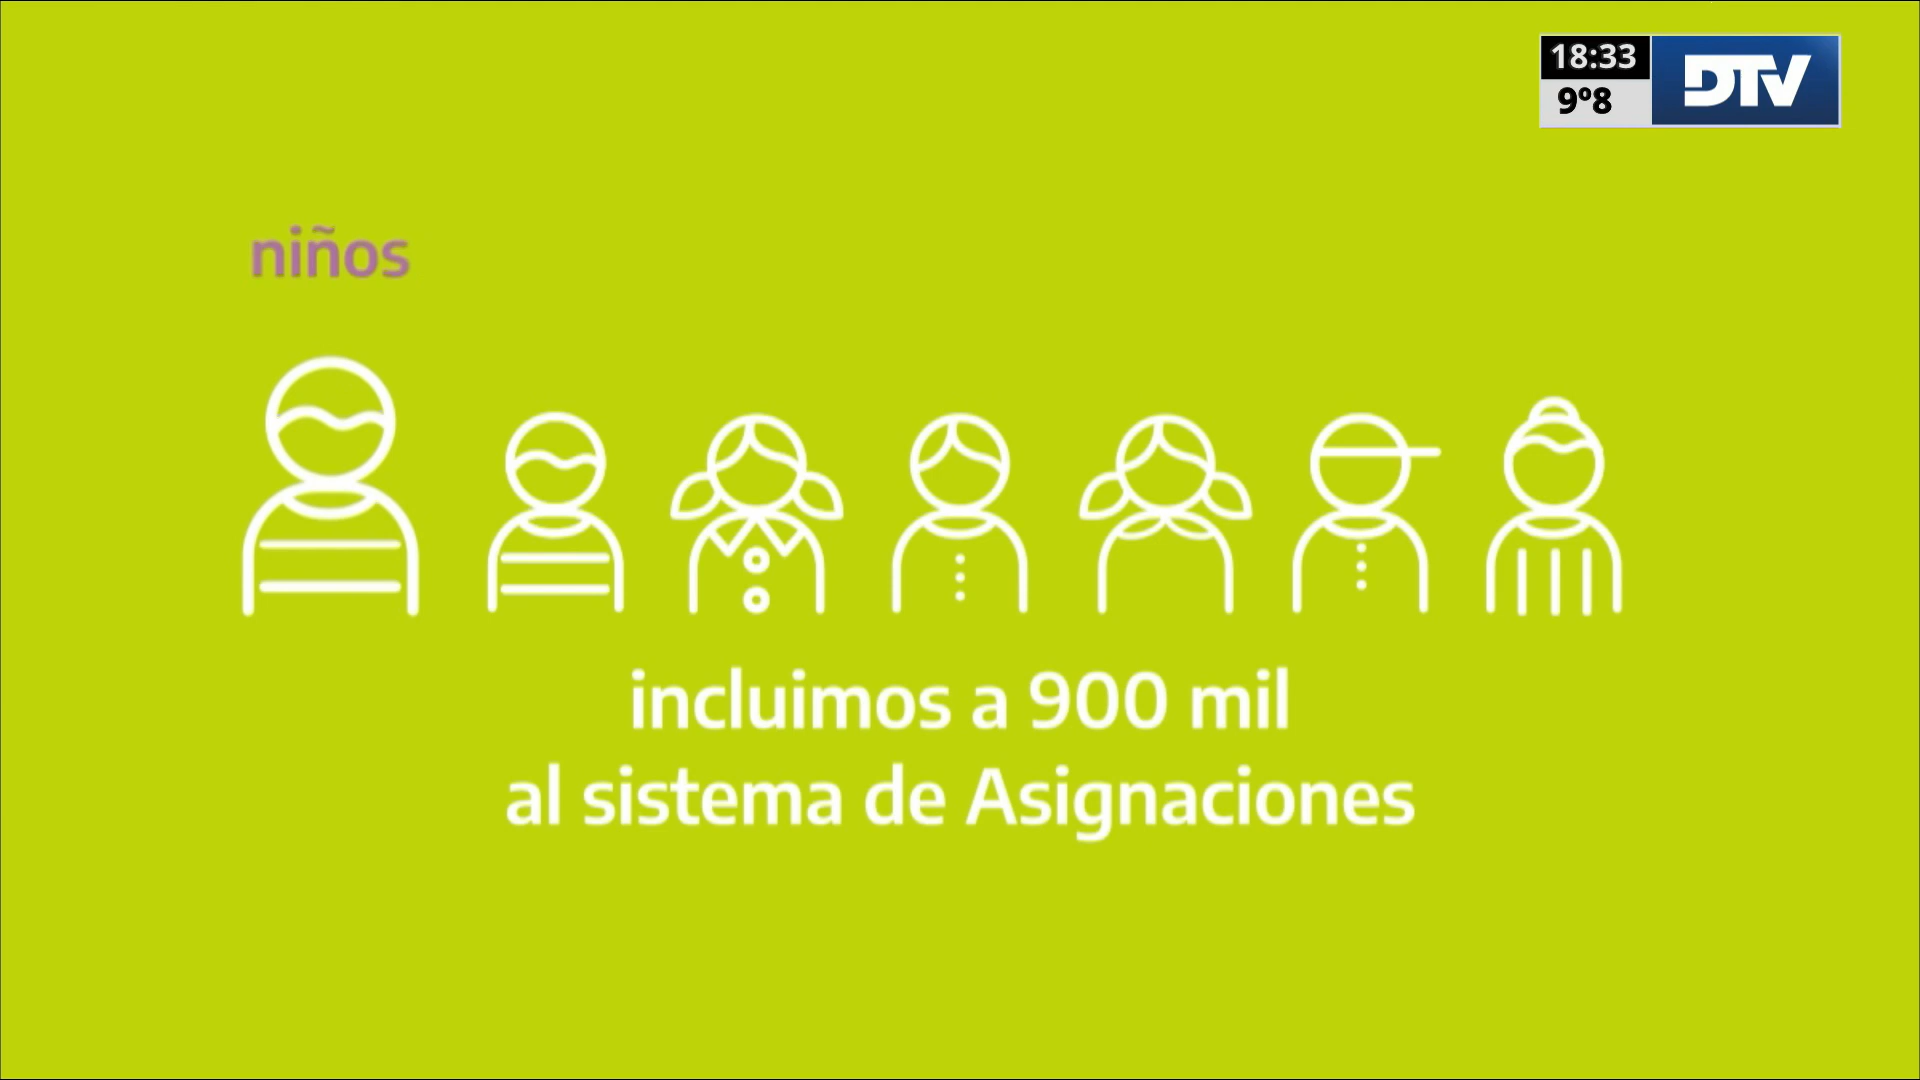 18:33
9º8
DTV
niños
incluimos a 900 mil
al sistema de Asignaciones